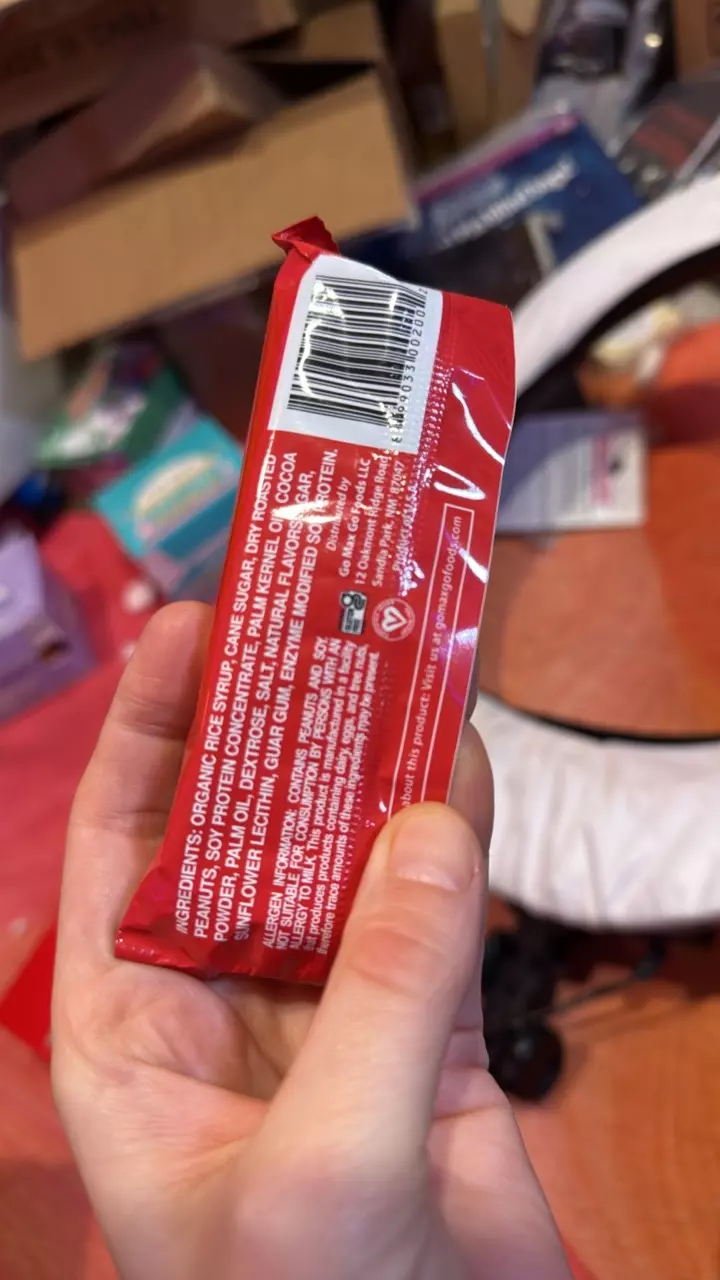 INGREDIENTS: ORGANIC RICE SYRUP, CANE SUGAR, DRY ROASTED
PEANUTS, SOY PROTEIN CONCENTRATE, PALM KERNEL OIL, COCOA
POWDER, PALM OIL, DEXTROSE, SALT, NATURAL FLAVORS,
SUNFLOWER LECITHIN, GUAR GUM, ENZYME MODIFIED SOY PROTEIN.
ALLERGEN INFORMATION: CONTAINS PEANUTS AND SOY.
NOT SUITABLE FOR CONSUMPTION BY PERSONS WITH AN
ALLERGY TO MILK. This product is manufactured in a facility
that produces products containing dairy, eggs, and tree nuts,
therefore trace amounts of these ingredients may be present.
Distributed by
Go Max Go Foods LLC
12 Oakmont Ridge Road
Sandia Park, NM, 87047
about this product: Visit us at gomaxgofoods.com